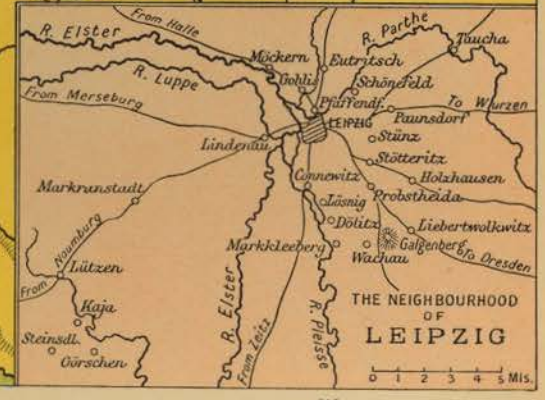 From Halle
R. Parthe
Taucha
R. Elster
Möckern
Eutritsch
Gohlis
Schönefeld
R. Luppe
From Merseburg
Pfaffendf.
To Wurzen
LEIPZIG
Paunsdorf
Lindenau
Stünz
Stötteritz
Connewitz
Holzhausen
Markranstadt
Probstheida
Lösnig
Dölitz
Liebertwolkwitz
Markkleeberg
Galgenberg
Wachau
To Dresden
From Naumburg
Lützen
R. Elster
From Zeitz
R. Pleisse
Kaja
Steinsdl.
Görschen
THE NEIGHBOURHOOD
OF
LEIPZIG
0 1 2 3 4 5 Mls.